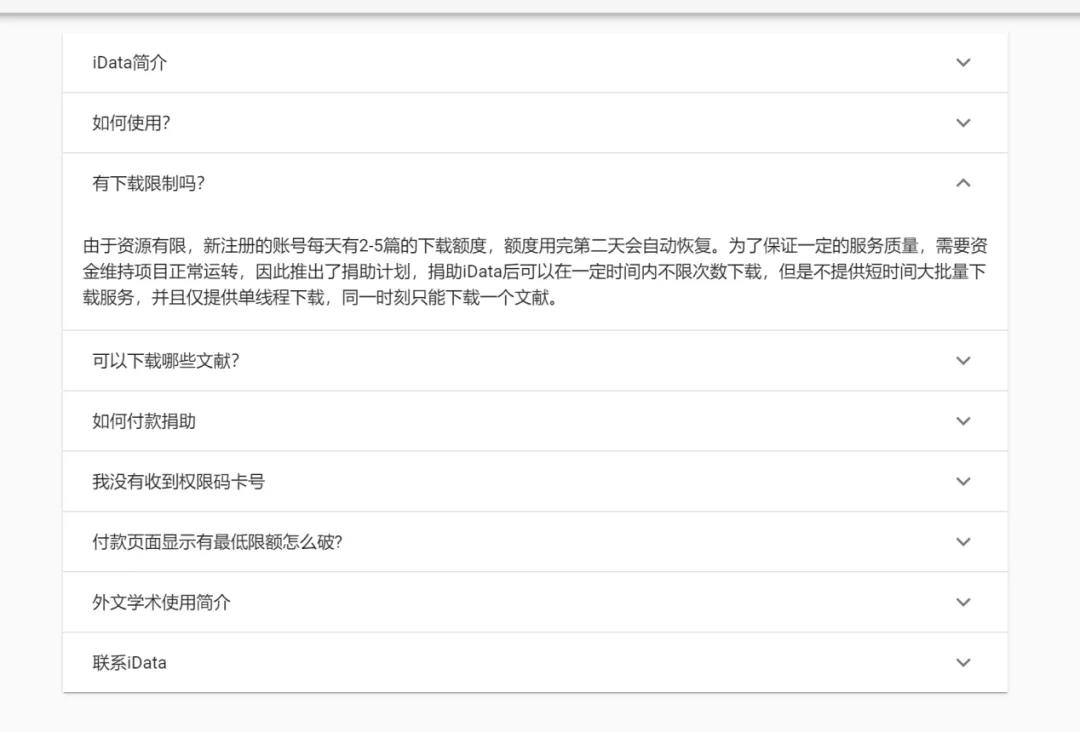 iData简介
如何使用？
有下载限制吗？
由于资源有限，新注册的账号每天有2-5篇的下载额度，额度用完第二天会自动恢复。为了保证一定的服务质量，需要资
金维持项目正常运转，因此推出了捐助计划，捐助iData后可以在一定时间内不限次数下载，但是不提供短时间大批量下
载服务，并且仅提供单线程下载，同一时刻只能下载一个文献。
可以下载哪些文献？
如何付款捐助
我没有收到权限码卡号
付款页面显示有最低限额怎么破？
外文学术使用简介
联系iData